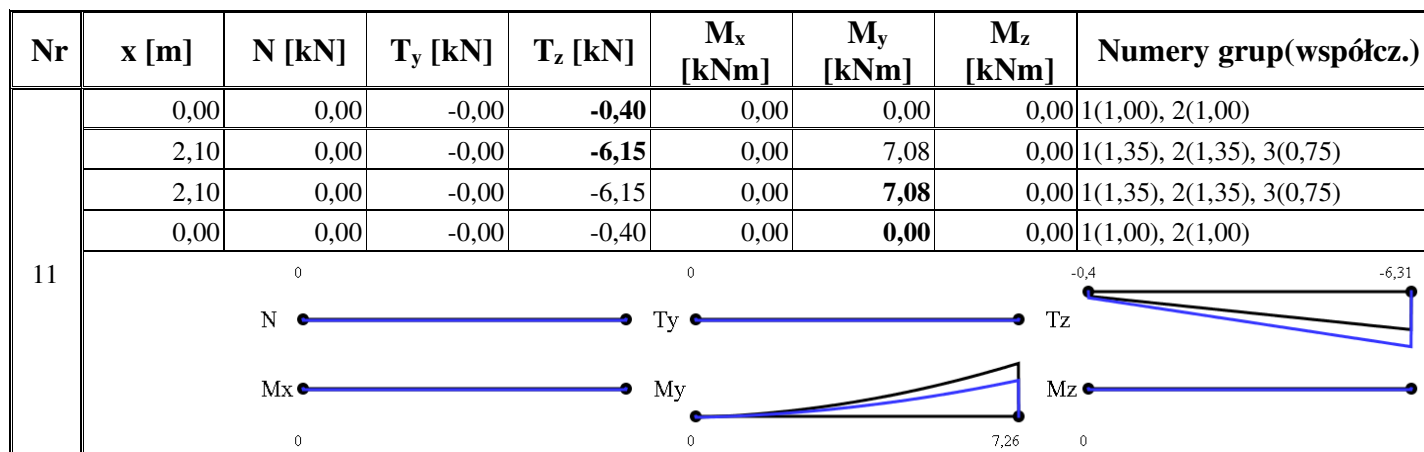 Nr x [m] N [kN] Ty [kN] Tz [kN] Mx [kNm] My [kNm] Mz [kNm] Numery grup(współcz.)
11
0,00 0,00 -0,00 -0,40 0,00 0,00 0,00 1(1,00), 2(1,00)
2,10 0,00 -0,00 -6,15 0,00 7,08 0,00 1(1,35), 2(1,35), 3(0,75)
2,10 0,00 -0,00 -6,15 0,00 7,08 0,00 1(1,35), 2(1,35), 3(0,75)
0,00 0,00 -0,00 -0,40 0,00 0,00 0,00 1(1,00), 2(1,00)
0 0 -0,4 -6,31
N Ty Tz
Mx My Mz
0 0 7,26 0